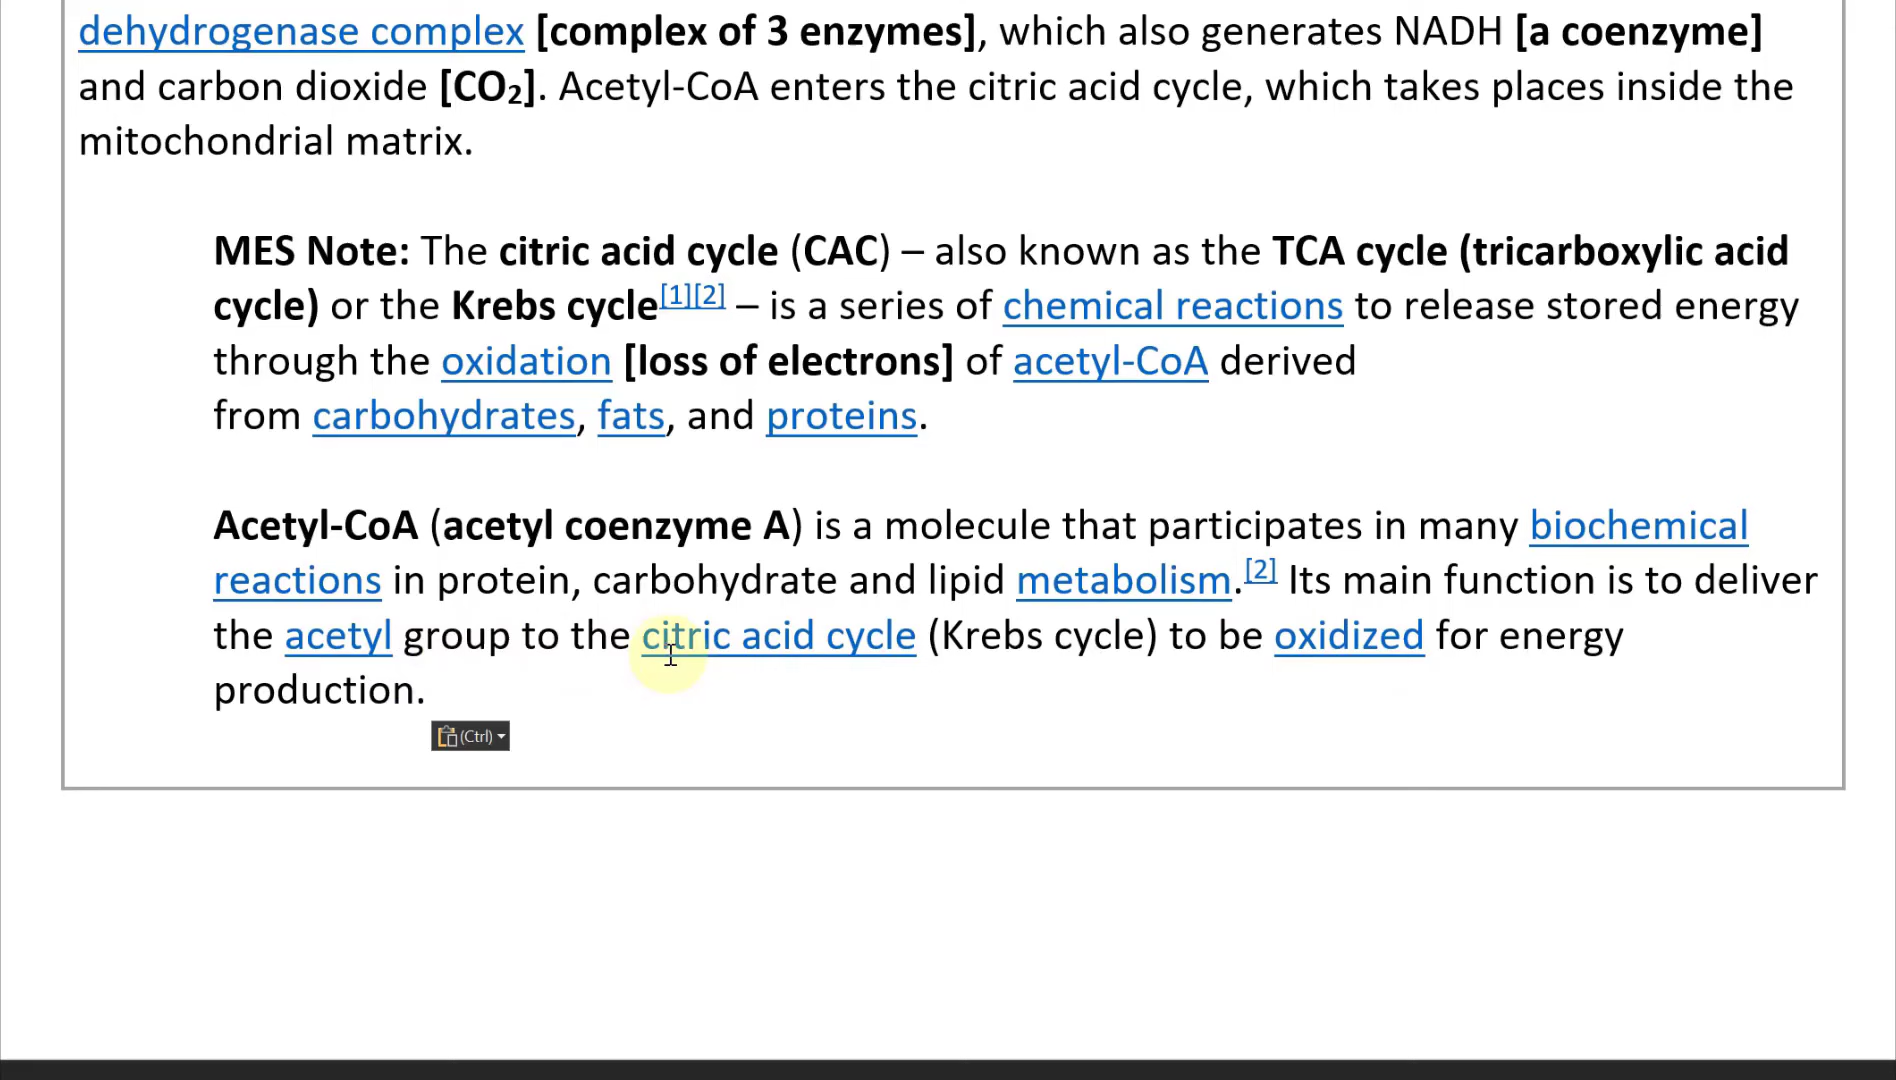 dehydrogenase complex [complex of 3 enzymes], which also generates NADH [a coenzyme]
and carbon dioxide [CO₂]. Acetyl-CoA enters the citric acid cycle, which takes places inside the
mitochondrial matrix.
MES Note: The citric acid cycle (CAC) – also known as the TCA cycle (tricarboxylic acid
cycle) or the Krebs cycle[1][2] – is a series of chemical reactions to release stored energy
through the oxidation [loss of electrons] of acetyl-CoA derived
from carbohydrates, fats, and proteins.
Acetyl-CoA (acetyl coenzyme A) is a molecule that participates in many biochemical
reactions in protein, carbohydrate and lipid metabolism.[2] Its main function is to deliver
the acetyl group to the citric acid cycle (Krebs cycle) to be oxidized for energy
production.
(Ctrl)